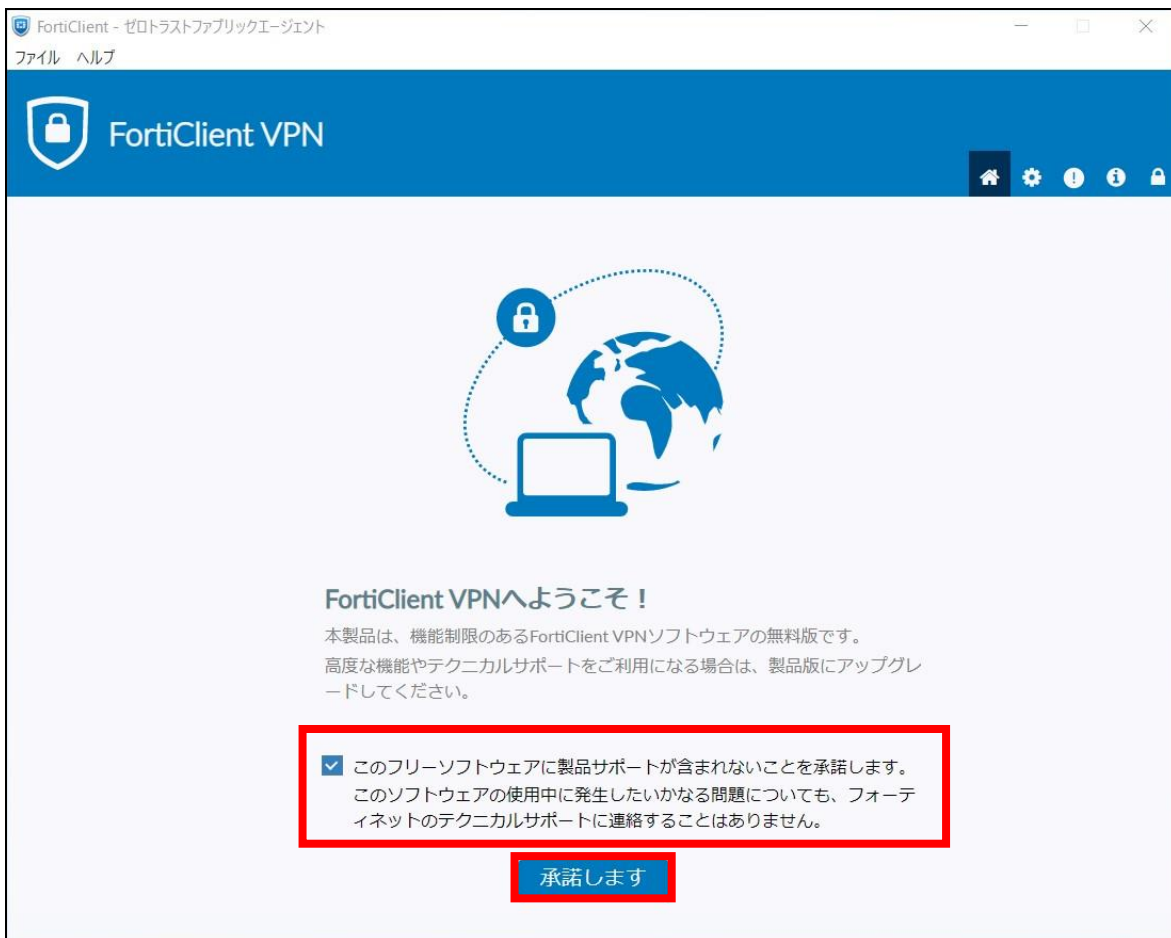 FortiClient - ゼロトラストファブリックエージェント
ファイル ヘルプ
FortiClient VPN
FortiClient VPNへようこそ！
本製品は、機能制限のあるFortiClient VPNソフトウェアの無料版です。
高度な機能やテクニカルサポートをご利用になる場合は、製品版にアップグレ
ードしてください。
このフリーソフトウェアに製品サポートが含まれないことを承諾します。
このソフトウェアの使用中に発生したいかなる問題についても、フォーテ
ィネットのテクニカルサポートに連絡することはありません。
承諾します